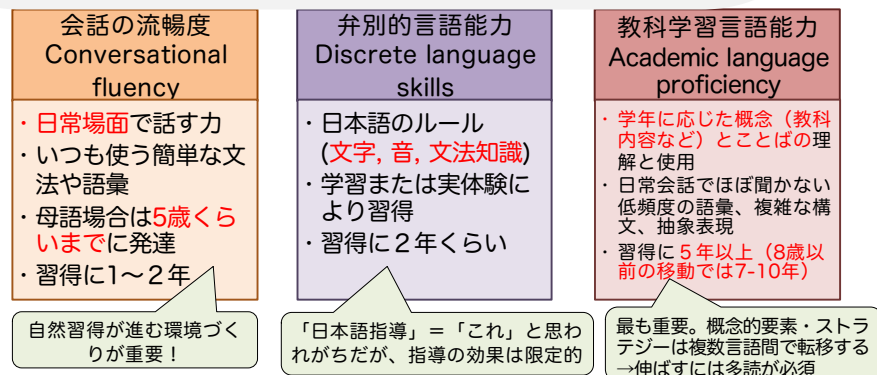 会話の流暢度
Conversational
fluency
・日常場面で話す力
・いつも使う簡単な文
法や語彙
・母語場合は5歳くら
いまでに発達
・習得に1〜２年
自然習得が進む環境づく
りが重要！
弁別的言語能力
Discrete language
skills
・日本語のルール
(文字, 音, 文法知識)
・学習または実体験に
より習得
・習得に２年くらい
「日本語指導」＝「これ」と思わ
れがちだが、指導の効果は限定的
教科学習言語能力
Academic language
proficiency
・学年に応じた概念（教科
内容など）とことばの理
解と使用
・日常会話でほぼ聞かない
低頻度の語彙、複雑な構
文、抽象表現
・習得に５年以上（8歳以
前の移動では7-10年）
最も重要。概念的要素・ストラ
テジーは複数言語間で転移する
→伸ばすには多読が必須